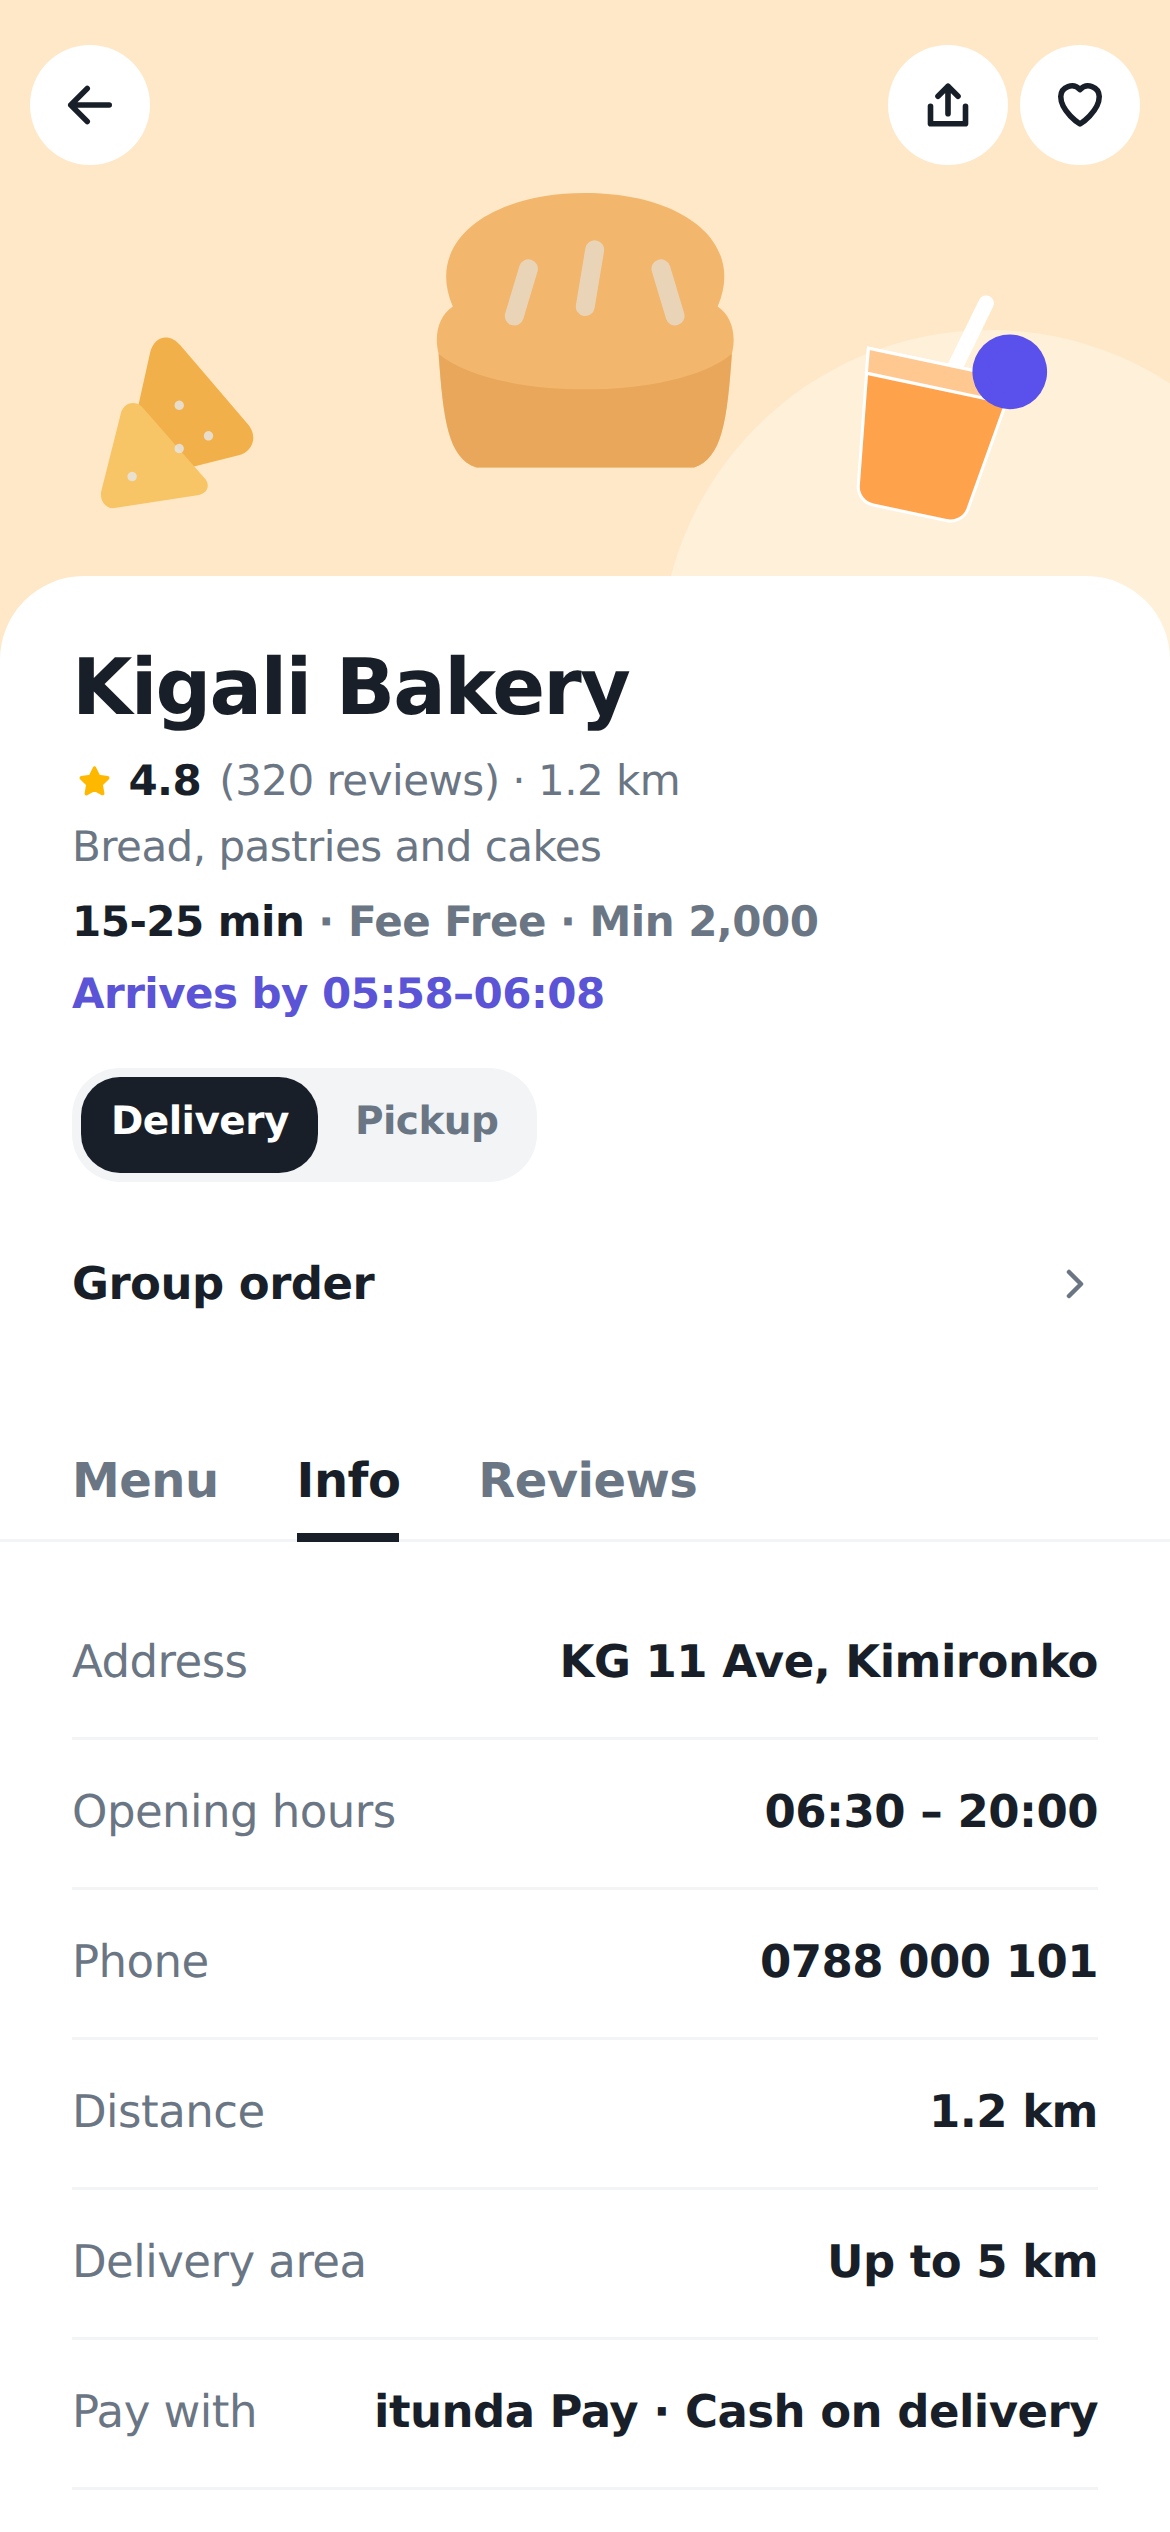 Kigali Bakery
4.8 (320 reviews) · 1.2 km
Bread, pastries and cakes
15-25 min · Fee Free · Min 2,000
Arrives by 05:58–06:08
Delivery Pickup
Group order
Menu Info Reviews
Address KG 11 Ave, Kimironko
Opening hours 06:30 – 20:00
Phone 0788 000 101
Distance 1.2 km
Delivery area Up to 5 km
Pay with itunda Pay · Cash on delivery